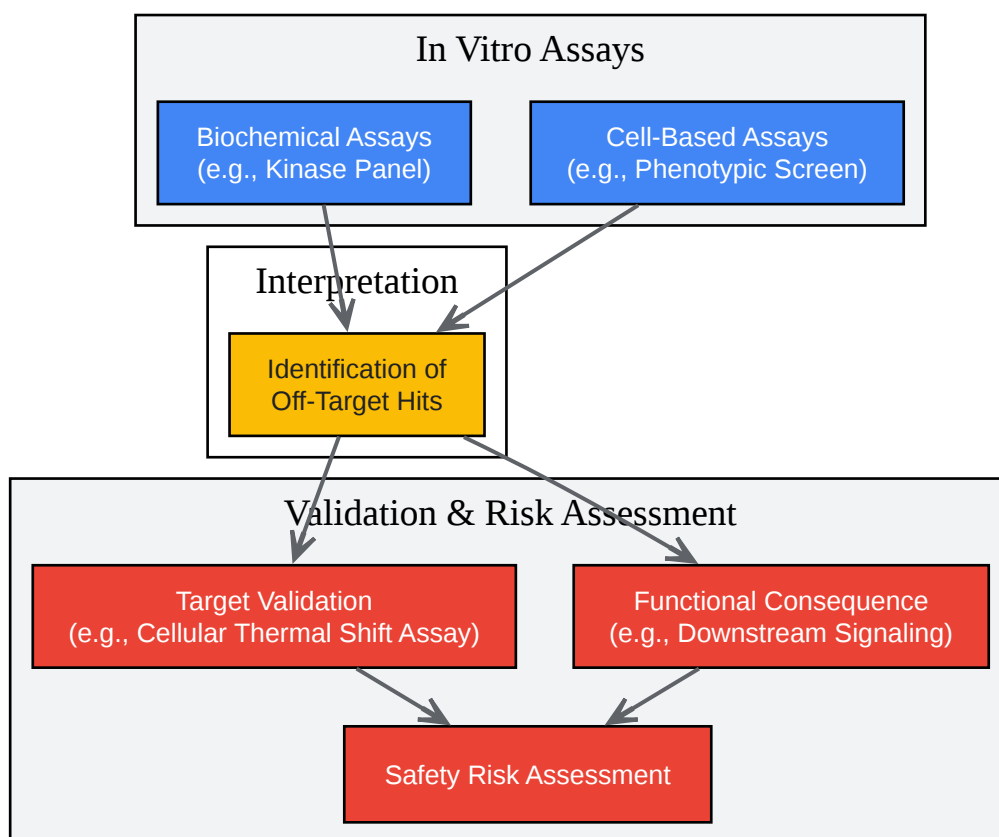 In Vitro Assays
Biochemical Assays
(e.g., Kinase Panel)
Cell-Based Assays
(e.g., Phenotypic Screen)
Interpretation
Identification of
Off-Target Hits
Validation & Risk Assessment
Target Validation
(e.g., Cellular Thermal Shift Assay)
Functional Consequence
(e.g., Downstream Signaling)
Safety Risk Assessment